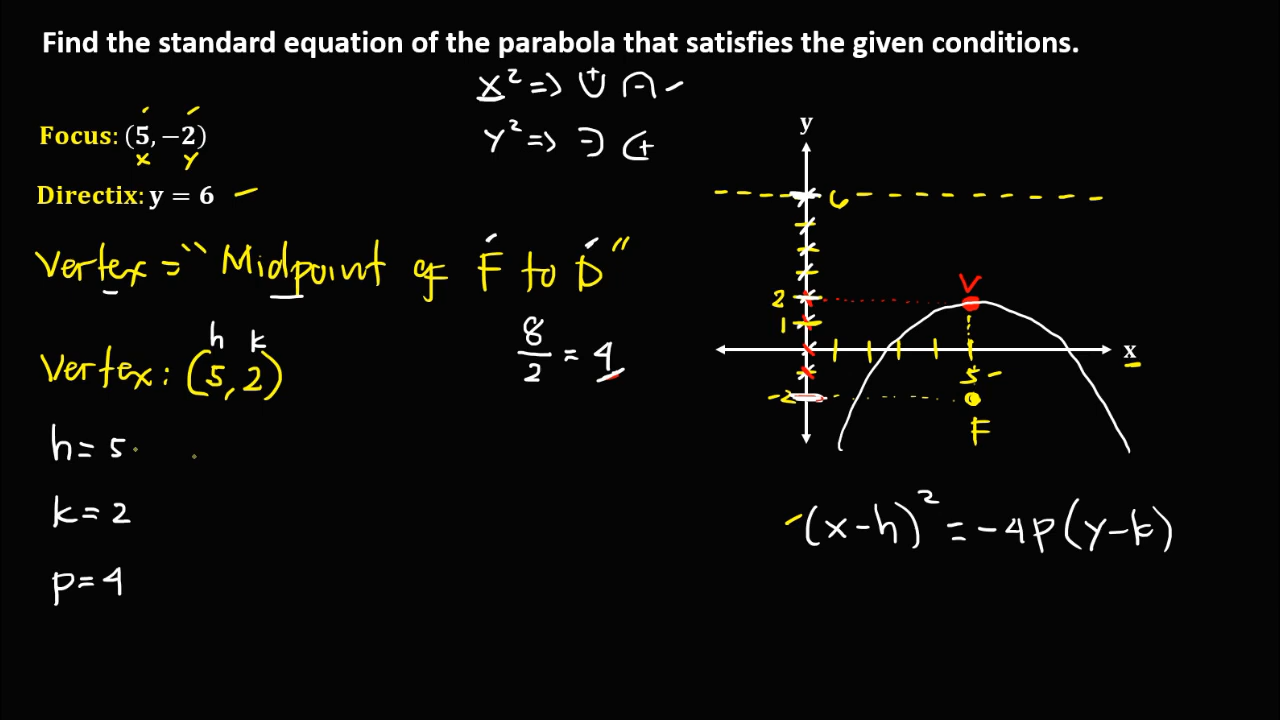 Find the standard equation of the parabola that satisfies the given conditions.
x² => ∪ + ∩ -
y² => ⊃ - ⊂ +
Focus: (5, −2)
x y
Directix: y = 6
Vertex = "Midpoint of F to D"
8/2 = 4
h k
Vertex: (5, 2)
h = 5
k = 2
p = 4
y
6
V
2
1
x
5
-2
F
(x-h)² = -4p(y-k)